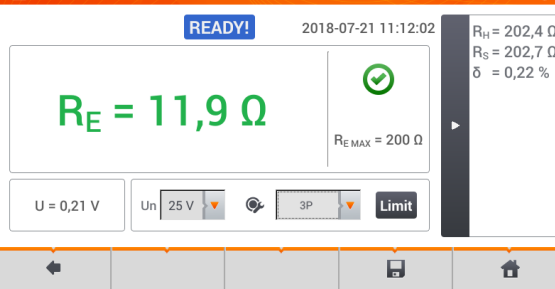 READY!
2018-07-21 11:12:02
RE = 11,9 Ω
RE MAX = 200 Ω
U = 0,21 V
Un 25 V
3P
Limit
RH = 202,4 Ω
RS = 202,7 Ω
δ = 0,22 %